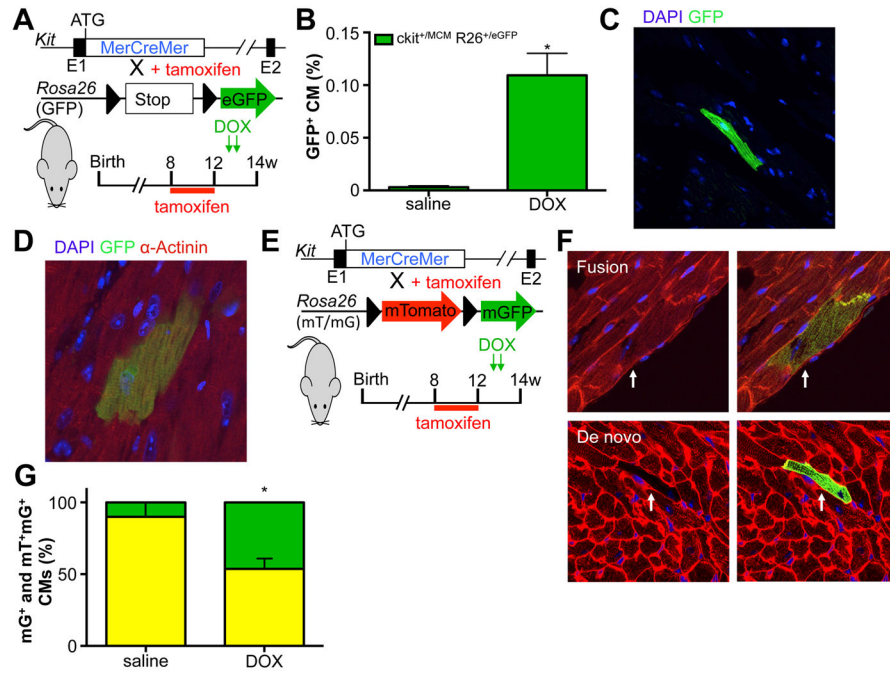 A
ATG
Kit
MerCreMer
E1
E2
X + tamoxifen
Rosa26
(GFP)
Stop
eGFP
DOX
Birth
8
12
14w
tamoxifen
B
ckit+/MCM R26+/eGFP
*
GFP+ CM (%)
0.15
0.10
0.05
0.00
saline
DOX
C
DAPI GFP
D
DAPI GFP α-Actinin
E
ATG
Kit
MerCreMer
E1
E2
X + tamoxifen
Rosa26
(mT/mG)
mTomato
mGFP
DOX
Birth
8
12
14w
tamoxifen
F
Fusion
De novo
G
*
mG+ and mT+mG+
CMs (%)
100
50
0
saline
DOX